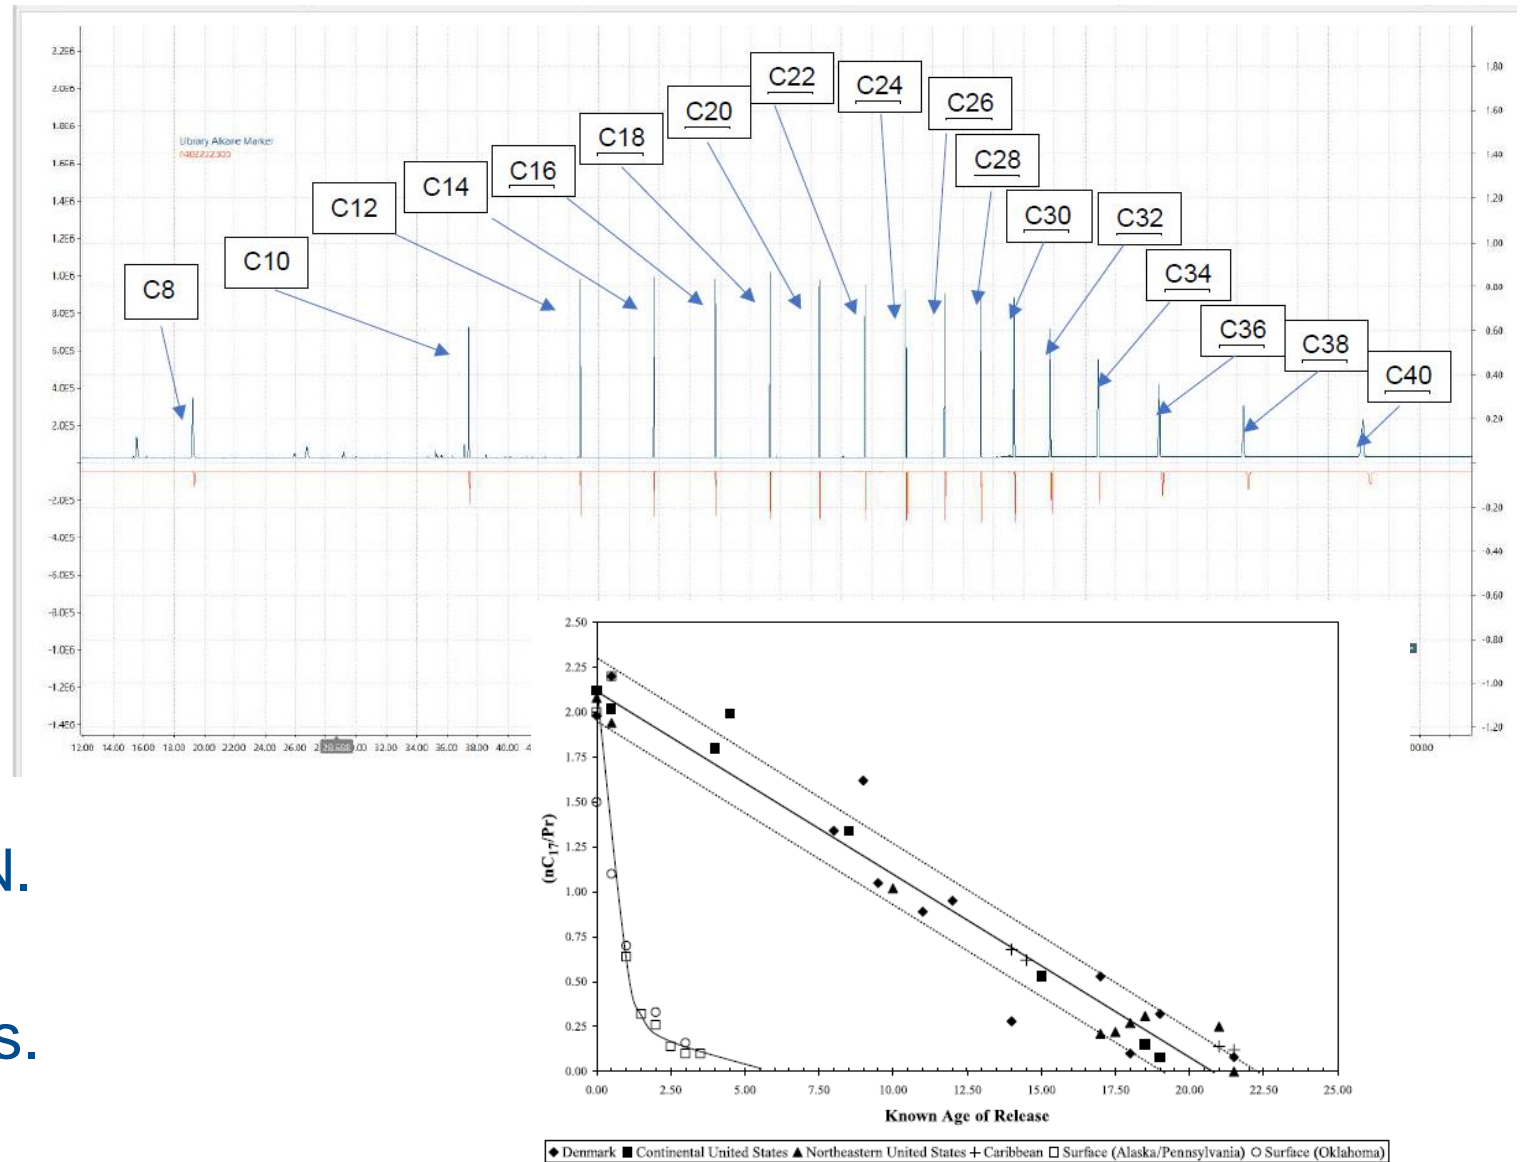 2.2E6
2.0E6
1.8E6
1.6E6
1.4E6
1.2E6
1.0E6
8.0E5
6.0E5
4.0E5
2.0E5
-2.0E5
-4.0E5
-6.0E5
-8.0E5
-1.0E6
-1.2E6
-1.4E6
Library Alkane Marker
C8
C10
C12
C14
C16
C18
C20
C22
C24
C26
C28
C30
C32
C34
C36
C38
C40
1.80
1.60
1.40
1.20
1.00
0.80
0.60
0.40
0.20
-0.20
-0.40
-0.60
-0.80
-1.00
-1.20
12.00 14.00 16.00 18.00 20.00 22.00 24.00 26.00 32.00 34.00 36.00 38.00 40.00
N.
s.
2.50
2.25
2.00
1.75
1.50
1.25
1.00
0.75
0.50
0.25
0.00
(nC17/Pr)
0.00 2.50 5.00 7.50 10.00 12.50 15.00 17.50 20.00 22.50 25.00
Known Age of Release
◆ Denmark ■ Continental United States ▲ Northeastern United States + Caribbean □ Surface (Alaska/Pennsylvania) ○ Surface (Oklahoma)